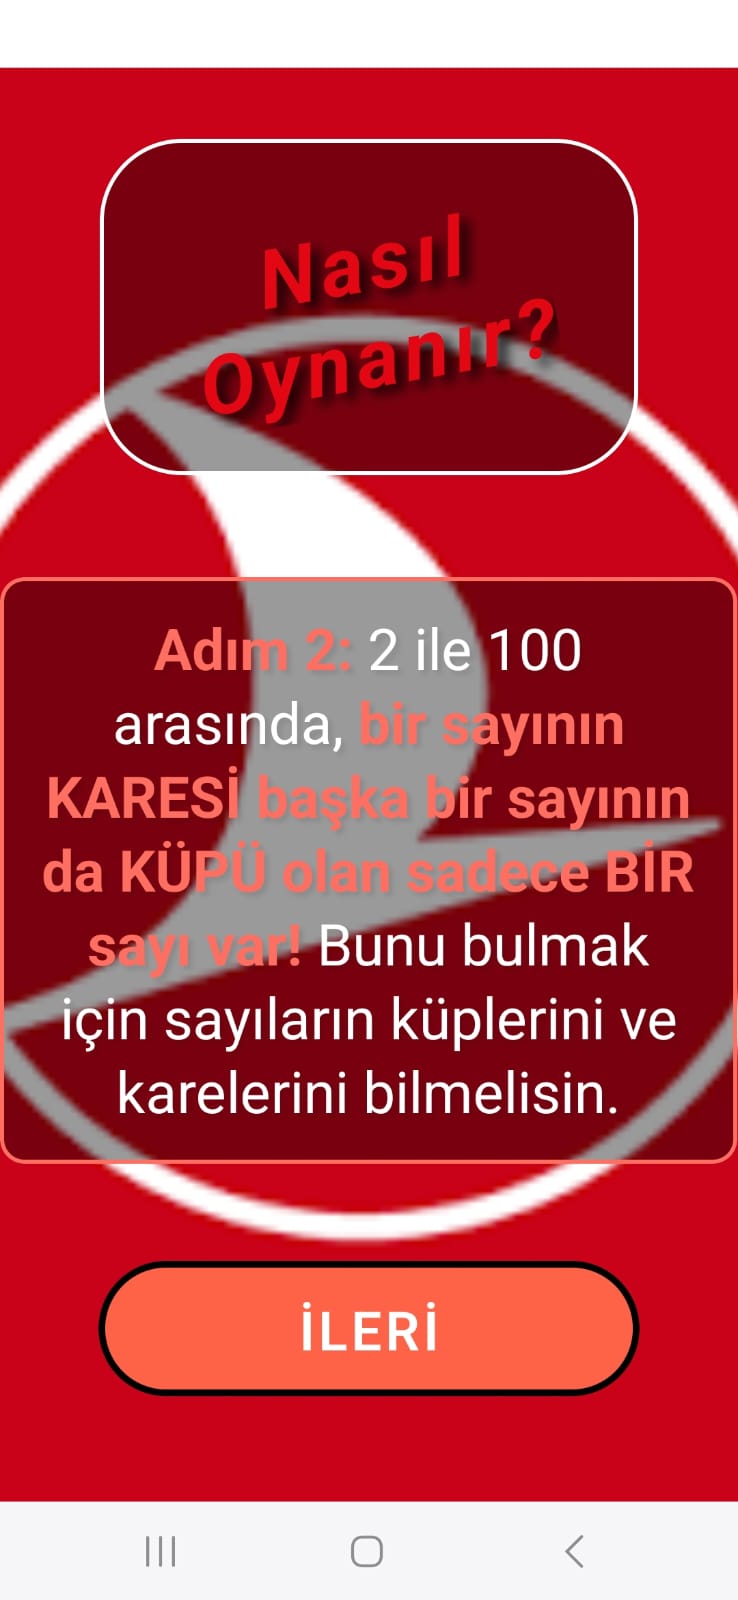 Nasıl
Oynanır?
Adım 2: 2 ile 100
arasında, bir sayının
KARESİ başka bir sayının
da KÜPÜ olan sadece BİR
sayı var! Bunu bulmak
için sayıların küplerini ve
karelerini bilmelisin.
İLERİ